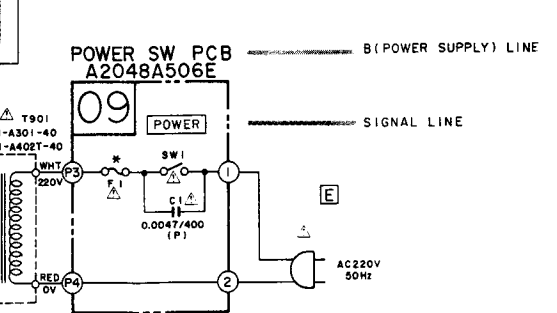 POWER SW PCB
A2048A506E
B(POWER SUPPLY) LINE
09
POWER
SIGNAL LINE
T901
-A301-40
-A402T-40
WHT
220V
P3
*
F1
SW1
C1
0.0047/400
(P)
1
E
AC220V
50Hz
RED
0V
P4
2